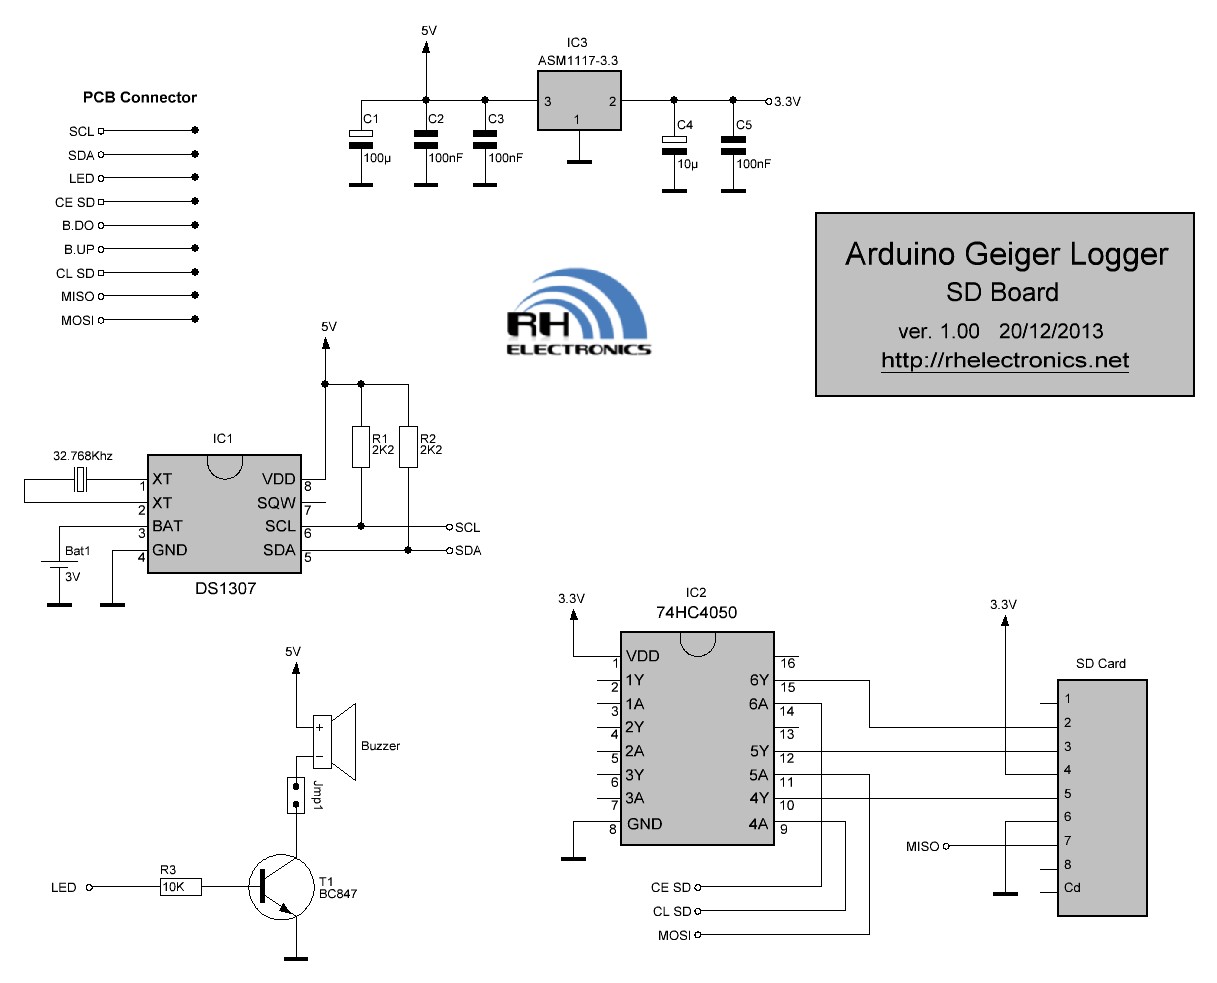 PCB Connector
SCL
SDA
LED
CE SD
B.DO
B.UP
CL SD
MISO
MOSI
5V
IC3
ASM1117-3.3
3
2
1
3.3V
C1
100µ
C2
100nF
C3
100nF
C4
10µ
C5
100nF
RH
ELECTRONICS
Arduino Geiger Logger
SD Board
ver. 1.00 20/12/2013
http://rhelectronics.net
5V
R1
2K2
R2
2K2
IC1
32.768Khz
XT
1
XT
2
BAT
3
GND
4
VDD
8
SQW
7
SCL
6
SDA
5
SCL
SDA
Bat1
3V
DS1307
5V
+
−
Buzzer
Jmp1
T1
BC847
R3
10K
LED
IC2
74HC4050
3.3V
VDD
1
1Y
2
1A
3
2Y
4
2A
5
3Y
6
3A
7
GND
8
16
6Y
15
6A
14
13
5Y
12
5A
11
4Y
10
4A
9
CE SD
CL SD
MOSI
3.3V
SD Card
1
2
3
4
5
6
7
8
Cd
MISO